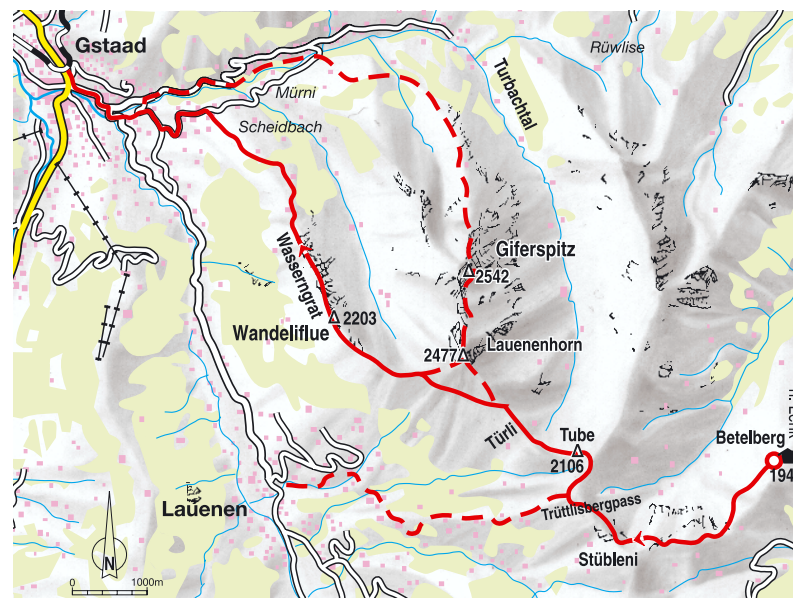 Gstaad
Rüwlise
Turbachtal
Mürni
Scheidbach
Wasserngrat
Giferspitz
2542
2203
Wandeliflue
Lauenenhorn
2477
Türli
Tube
2106
Betelberg
194
Trüttlisbergpass
Lauenen
Stübleni
N
0 1000m